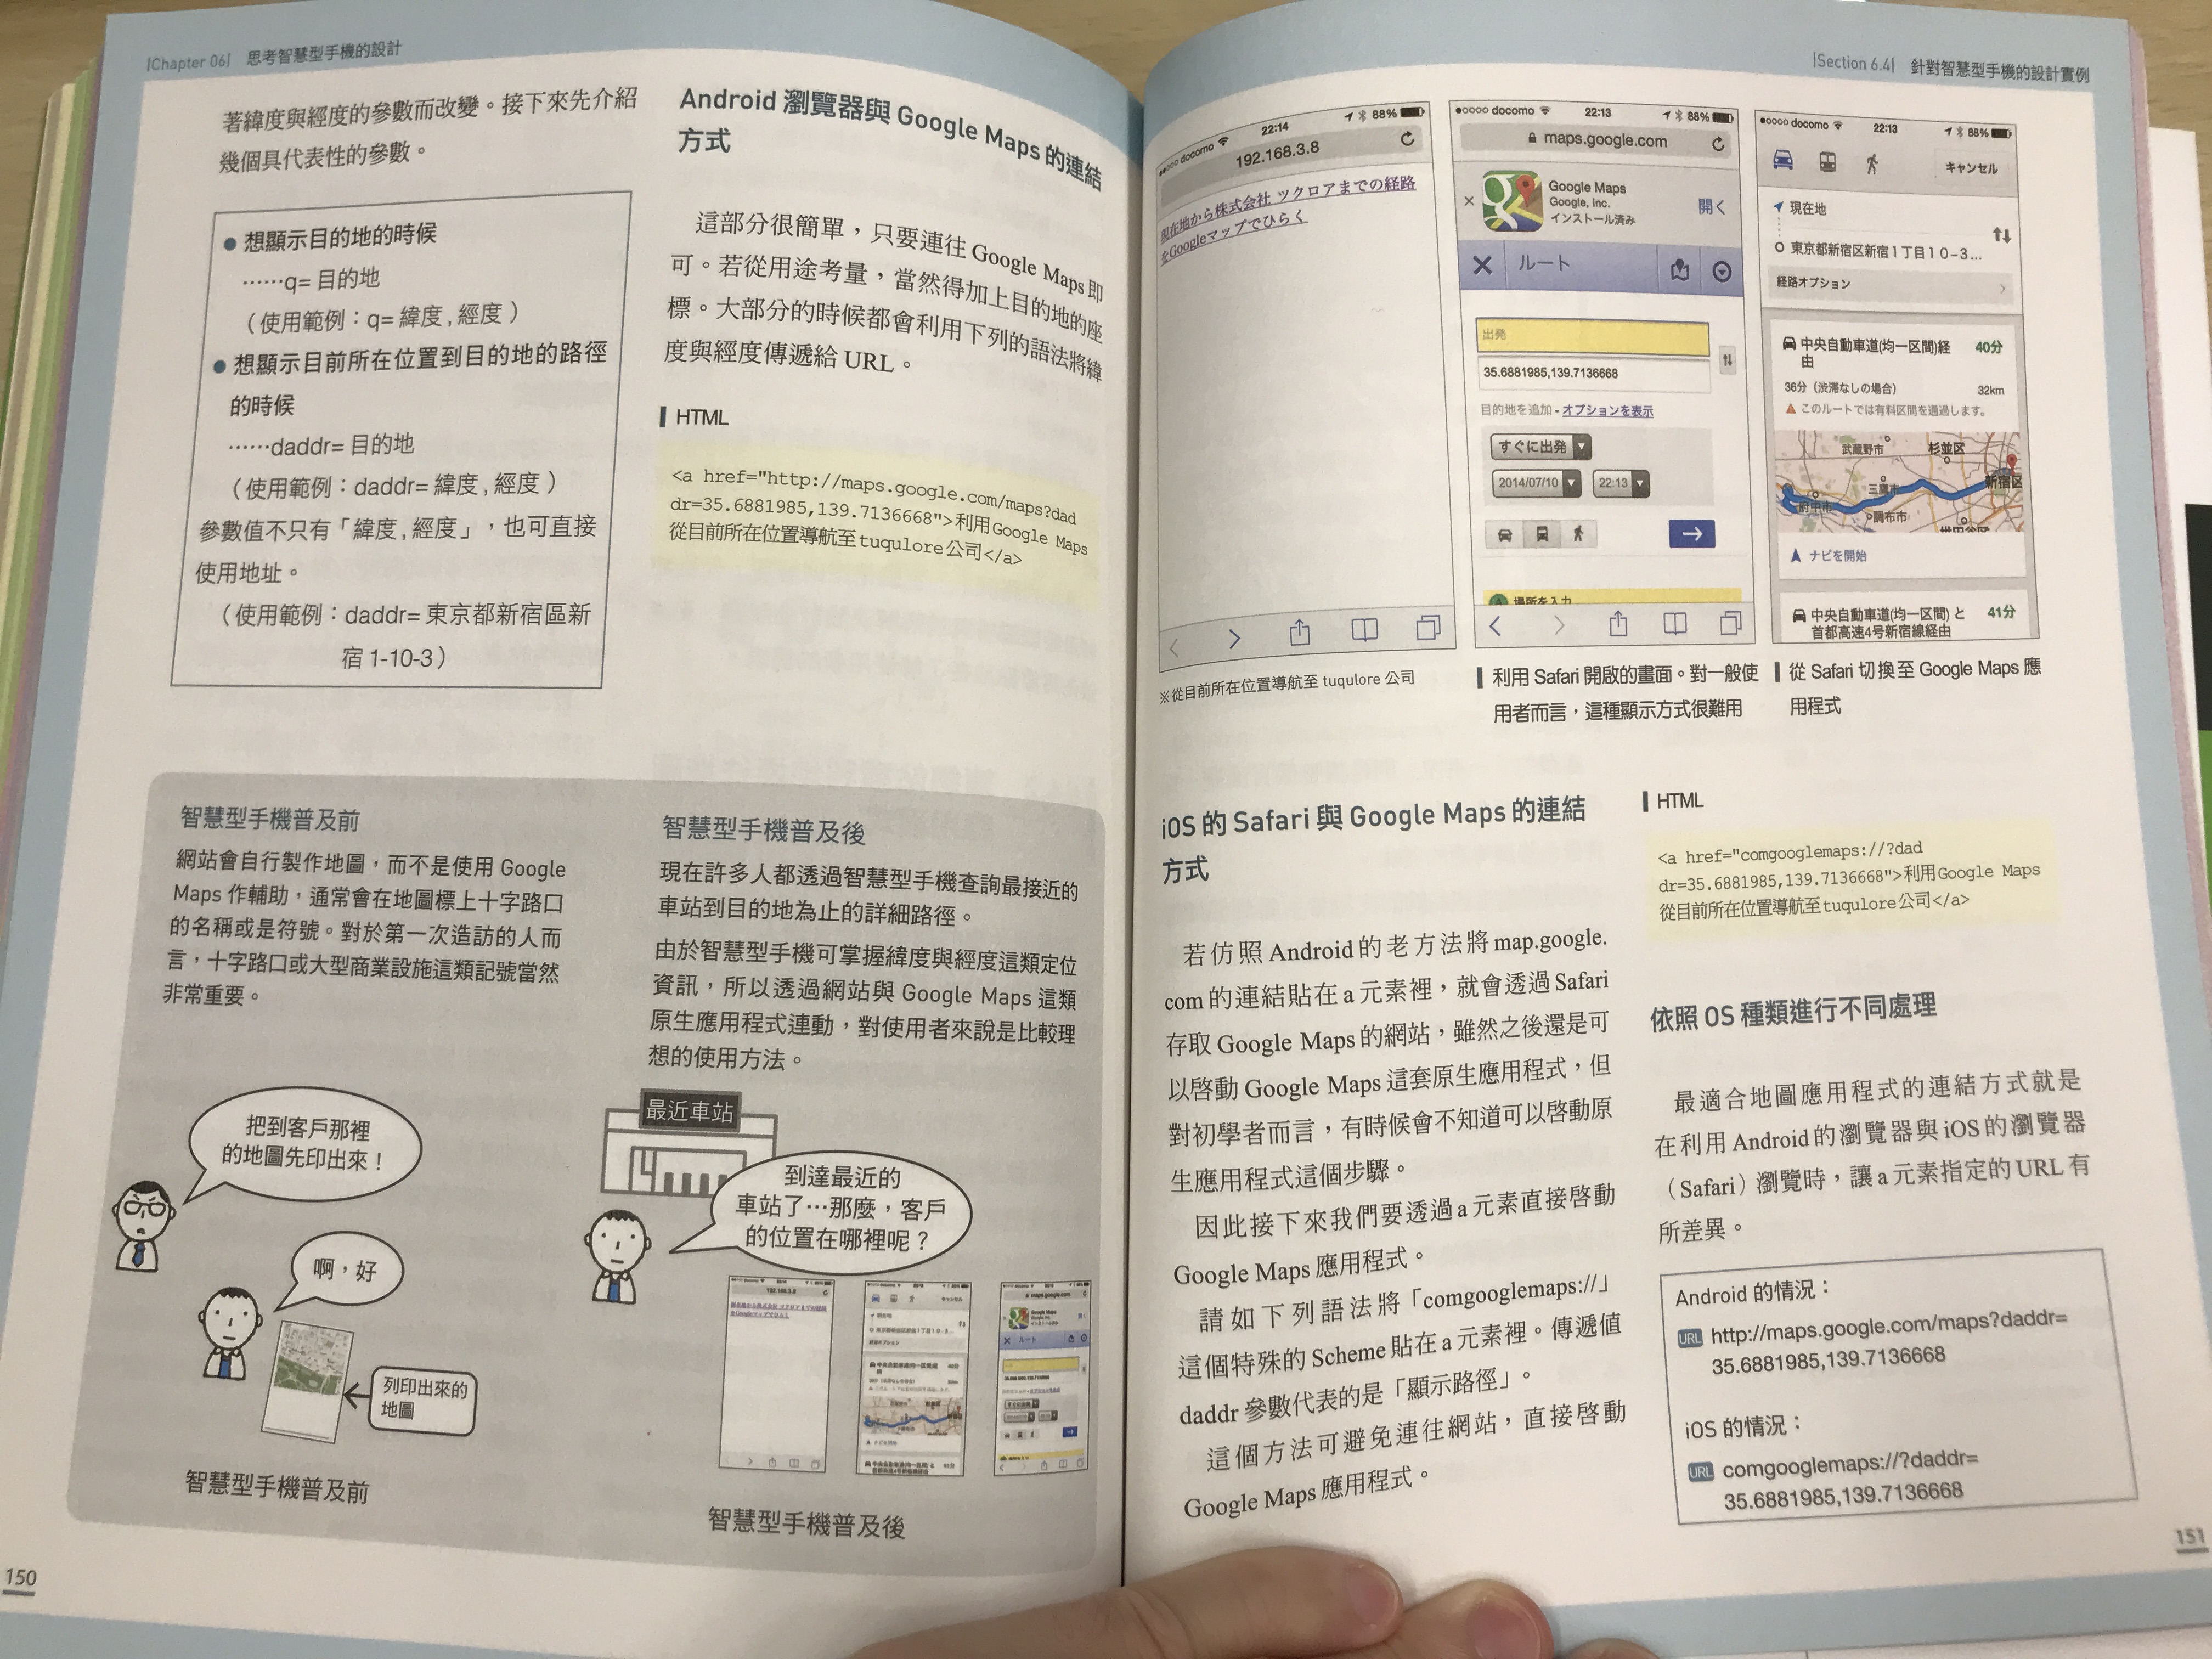 |Chapter 06| 思考智慧型手機的設計
著緯度與經度的參數而改變。接下來先介紹
幾個具代表性的參數。
● 想顯示目的地的時候
……q= 目的地
（使用範例：q= 緯度 , 經度）
● 想顯示目前所在位置到目的地的路徑
的時候
……daddr= 目的地
（使用範例：daddr= 緯度 , 經度）
參數值不只有「緯度 , 經度」，也可直接
使用地址。
（使用範例：daddr= 東京都新宿區新
宿 1-10-3）
Android 瀏覽器與 Google Maps 的連結
方式
這部分很簡單，只要連往 Google Maps 即
可。若從用途考量，當然得加上目的地的座
標。大部分的時候都會利用下列的語法將緯
度與經度傳遞給 URL。
HTML
<a href="http://maps.google.com/maps?dad
dr=35.6881985,139.7136668">利用Google Maps
從目前所在位置導航至tuqulore公司</a>
智慧型手機普及前
網站會自行製作地圖，而不是使用 Google
Maps 作輔助，通常會在地圖標上十字路口
的名稱或是符號。對於第一次造訪的人而
言，十字路口或大型商業設施這類記號當然
非常重要。
把到客戶那裡
的地圖先印出來！
啊，好
列印出來的
地圖
智慧型手機普及前
智慧型手機普及後
現在許多人都透過智慧型手機查詢最接近的
車站到目的地為止的詳細路徑。
由於智慧型手機可掌握緯度與經度這類定位
資訊，所以透過網站與 Google Maps 這類
原生應用程式連動，對使用者來說是比較理
想的使用方法。
最近車站
到達最近的
車站了…那麼，客戶
的位置在哪裡呢？
智慧型手機普及後
150
|Section 6.4| 針對智慧型手機的設計實例
●oooo docomo 22:14 88%
192.168.3.8
現在地から株式会社 ツクロアまでの経路
をGoogleマップでひらく
※從目前所在位置導航至 tuqulore 公司
●oooo docomo 22:13 88%
maps.google.com
Google Maps
Google, Inc.
インストール済み
開く
ルート
出発
35.6881985,139.7136668
目的地を追加 - オプションを表示
すぐに出発
2014/07/10 22:13
場所を入力
利用 Safari 開啟的畫面。對一般使
用者而言，這種顯示方式很難用
●oooo docomo 22:13 88%
キャンセル
現在地
東京都新宿区新宿1丁目10−3...
経路オプション
中央自動車道(均一区間)経
由
40分
36分（渋滞なしの場合） 32km
このルートでは有料区間を通過します。
武蔵野市
杉並区
三鷹市
新宿区
府中市
調布市
世田谷区
ナビを開始
中央自動車道(均一区間) と
首都高速4号新宿線経由
41分
從 Safari 切換至 Google Maps 應
用程式
iOS 的 Safari 與 Google Maps 的連結
方式
若仿照 Android 的老方法將 map.google.
com 的連結貼在 a 元素裡，就會透過 Safari
存取 Google Maps 的網站，雖然之後還是可
以啓動 Google Maps 這套原生應用程式，但
對初學者而言，有時候會不知道可以啓動原
生應用程式這個步驟。
因此接下來我們要透過 a 元素直接啓動
Google Maps 應用程式。
請如下列語法將「comgooglemaps://」
這個特殊的 Scheme 貼在 a 元素裡。傳遞值
daddr 參數代表的是「顯示路徑」。
這個方法可避免連往網站，直接啓動
Google Maps 應用程式。
HTML
<a href="comgooglemaps://?dad
dr=35.6881985,139.7136668">利用Google Maps
從目前所在位置導航至tuqulore公司</a>
依照 OS 種類進行不同處理
最適合地圖應用程式的連結方式就是
在利用 Android 的瀏覽器與 iOS 的瀏覽器
（Safari）瀏覽時，讓 a 元素指定的 URL 有
所差異。
Android 的情況：
URL http://maps.google.com/maps?daddr=
35.6881985,139.7136668
iOS 的情況：
URL comgooglemaps://?daddr=
35.6881985,139.7136668
151